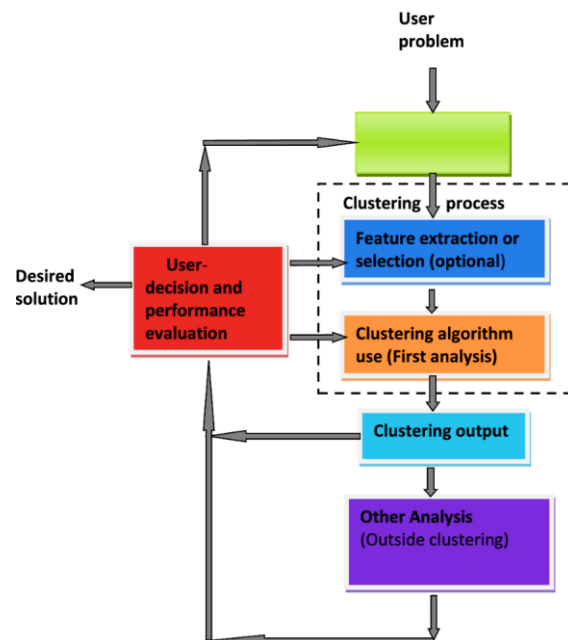 User
problem
Clustering process
Feature extraction or
selection (optional)
User-
decision and
performance
evaluation
Desired
solution
Clustering algorithm
use (First analysis)
Clustering output
Other Analysis
(Outside clustering)